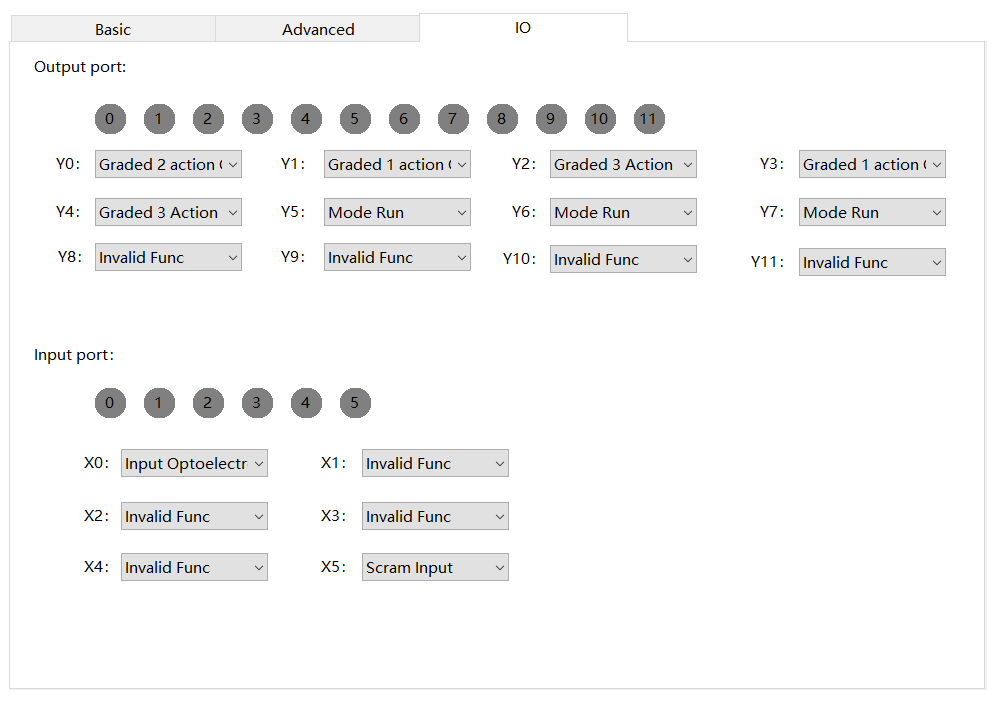 Basic Advanced IO
Output port:
0 1 2 3 4 5 6 7 8 9 10 11
Y0: Graded 2 action Y1: Graded 1 action Y2: Graded 3 Action Y3: Graded 1 action
Y4: Graded 3 Action Y5: Mode Run Y6: Mode Run Y7: Mode Run
Y8: Invalid Func Y9: Invalid Func Y10: Invalid Func Y11: Invalid Func
Input port:
0 1 2 3 4 5
X0: Input Optoelectr X1: Invalid Func
X2: Invalid Func X3: Invalid Func
X4: Invalid Func X5: Scram Input